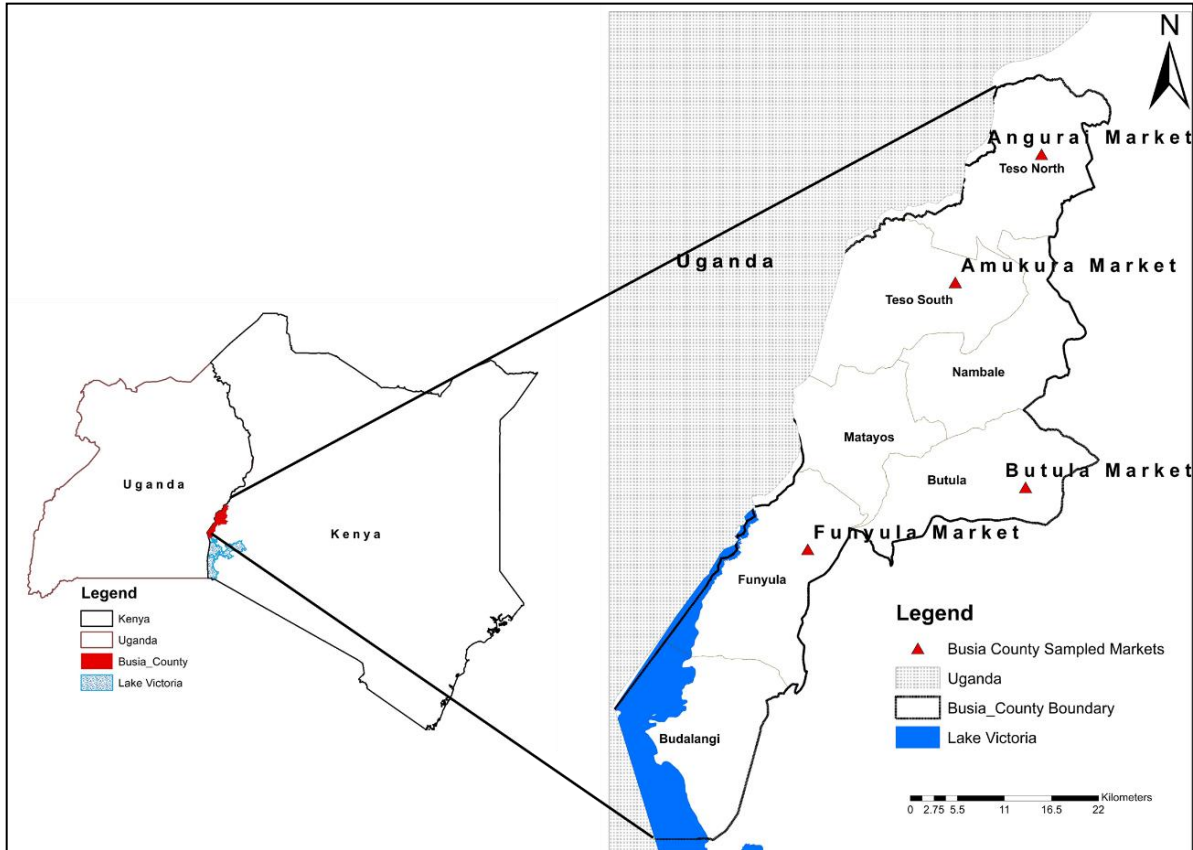 N
Angurai Market
Teso North
Uganda
Amukura Market
Teso South
Nambale
Matayos
Butula Market
Butula
Funyula Market
Funyula
Budalangi
Uganda
Kenya
Legend
Kenya
Uganda
Busia_County
Lake Victoria
Legend
Busia County Sampled Markets
Uganda
Busia_County Boundary
Lake Victoria
Kilometers
0 2.75 5.5 11 16.5 22